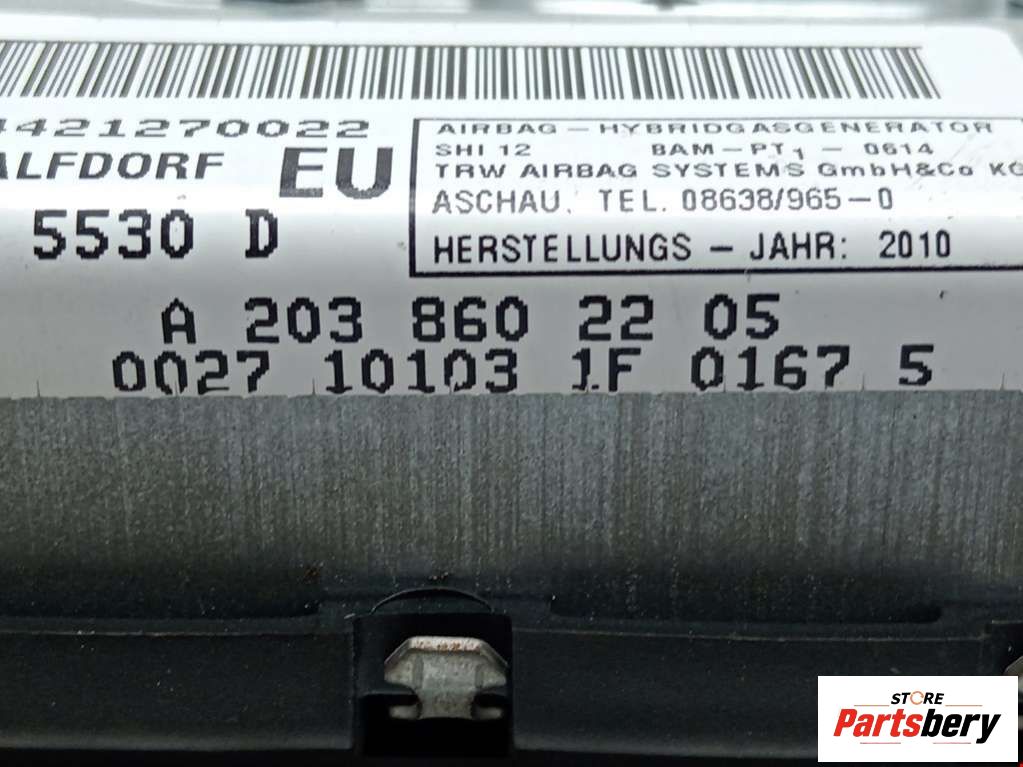 4421270022
ALFDORF EU
5530 D
AIRBAG – HYBRIDGASGENERATOR
SHI 12 BAM – PT1 – 0614
TRW AIRBAG SYSTEMS GmbH&Co KG
ASCHAU, TEL. 08638/965–0
HERSTELLUNGS – JAHR: 2010
A 203 860 22 05
0027 10103 1F 0167 5
STORE
Partsbery